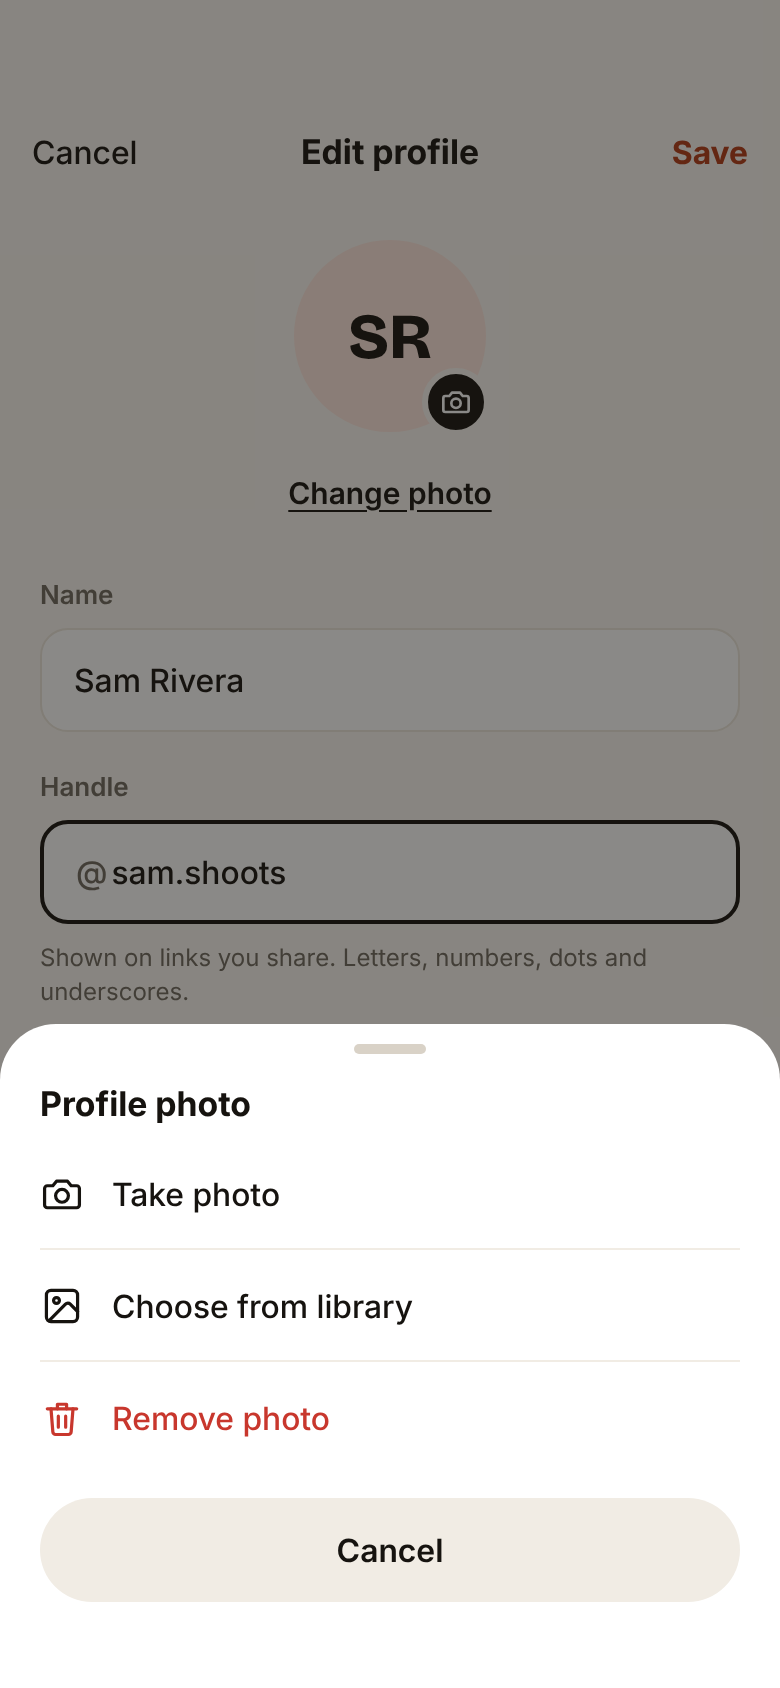 Cancel
Edit profile
Save
SR
Change photo
Name
Sam Rivera
Handle
@sam.shoots
Shown on links you share. Letters, numbers, dots and
underscores.
Profile photo
Take photo
Choose from library
Remove photo
Cancel